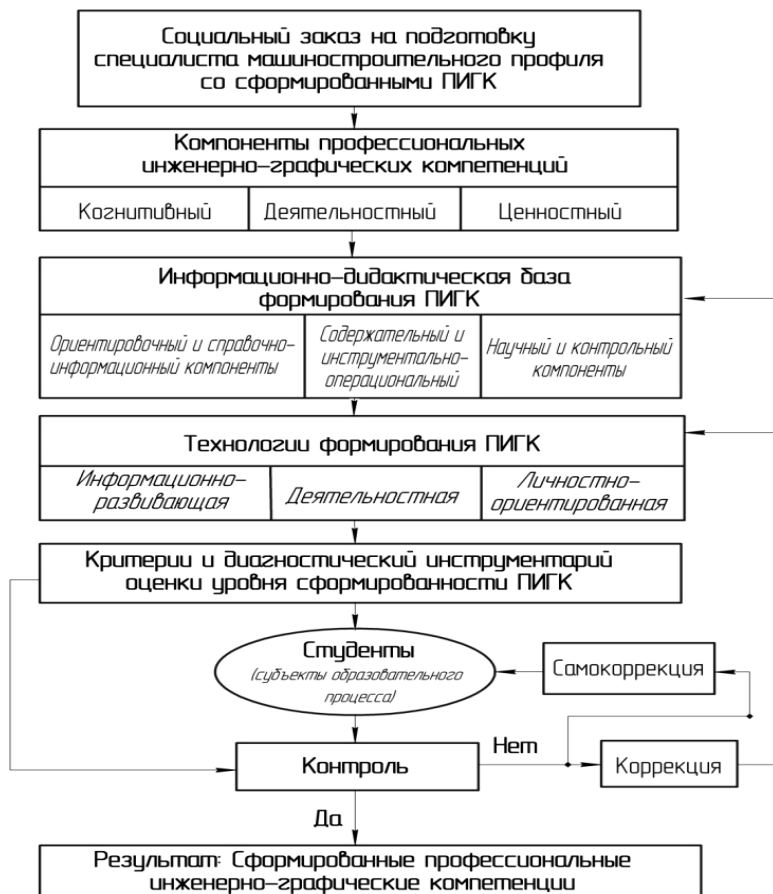 Социальный заказ на подготовку
специалиста машиностроительного профиля
со сформированными ПИГК
Компоненты профессиональных
инженерно-графических компетенций
Когнитивный
Деятельностный
Ценностный
Информационно-дидактическая база
формирования ПИГК
Ориентировочный и справочно-
информационный компоненты
Содержательный и
инструментально-
операциональный
Научный и контрольный
компоненты
Технологии формирования ПИГК
Информационно-
развивающая
Деятельностная
Личностно-
ориентированная
Критерии и диагностический инструментарий
оценки уровня сформированности ПИГК
Студенты
(субъекты образовательного
процесса)
Самокоррекция
Контроль
Нет
Коррекция
Да
Результат: Сформированные профессиональные
инженерно-графические компетенции